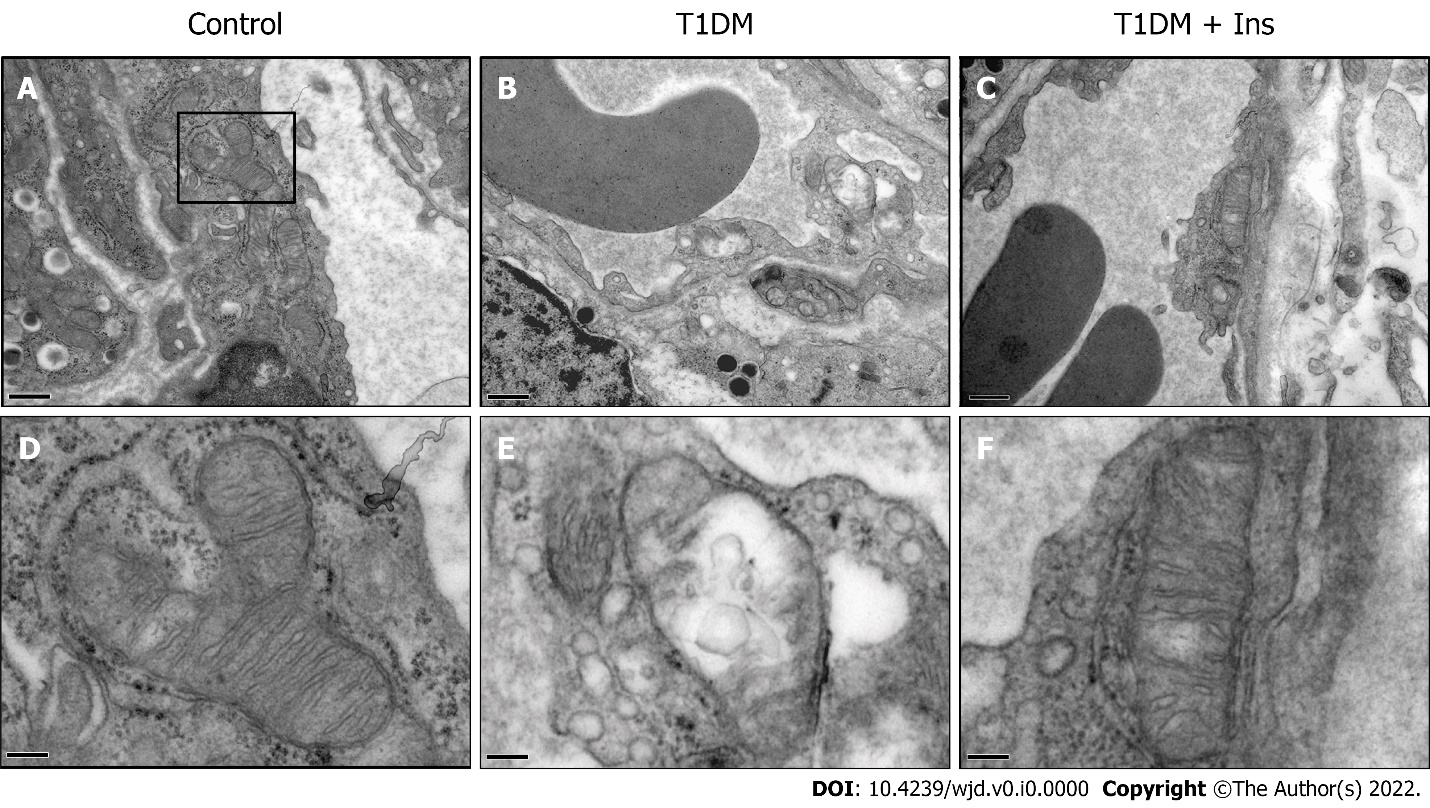 Control T1DM T1DM + Ins
A B C
D E F
DOI: 10.4239/wjd.v0.i0.0000 Copyright ©The Author(s) 2022.